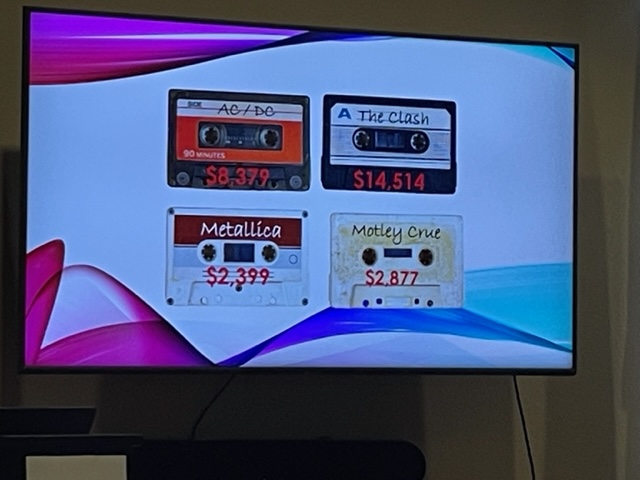 SIDE
AC/DC
90 MINUTES
$8,379
A The Clash
$14,514
Metallica
$2,399
Motley Crue
$2,877